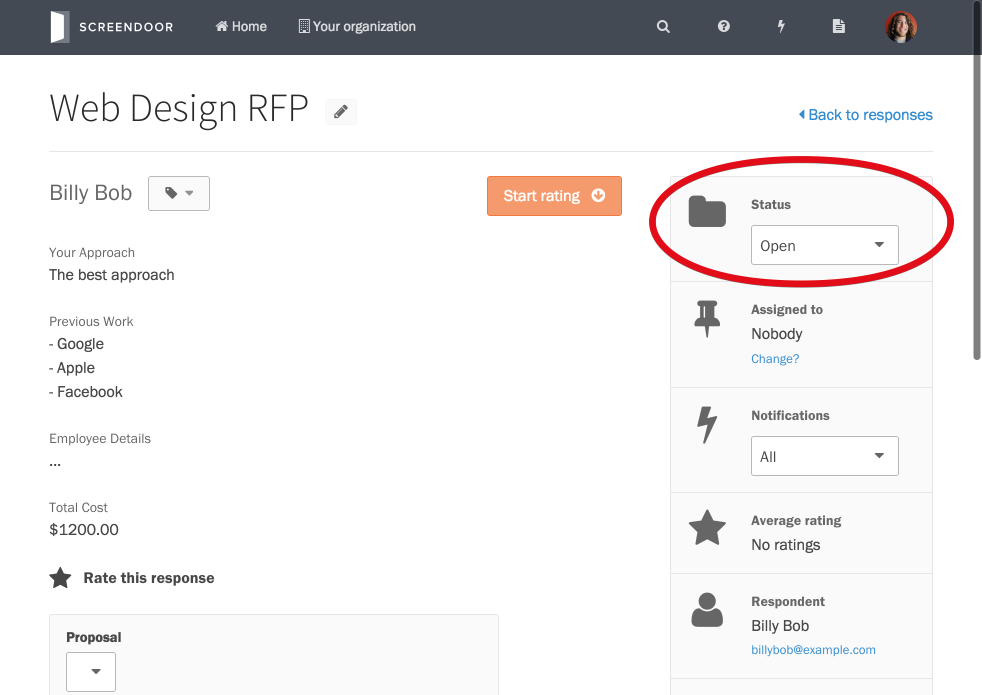 SCREENDOOR
Home
Your organization
Web Design RFP
Back to responses
Billy Bob
Start rating
Your Approach
The best approach
Previous Work
- Google
- Apple
- Facebook
Employee Details
...
Total Cost
$1200.00
Rate this response
Proposal
Status
Open
Assigned to
Nobody
Change?
Notifications
All
Average rating
No ratings
Respondent
Billy Bob
billybob@example.com